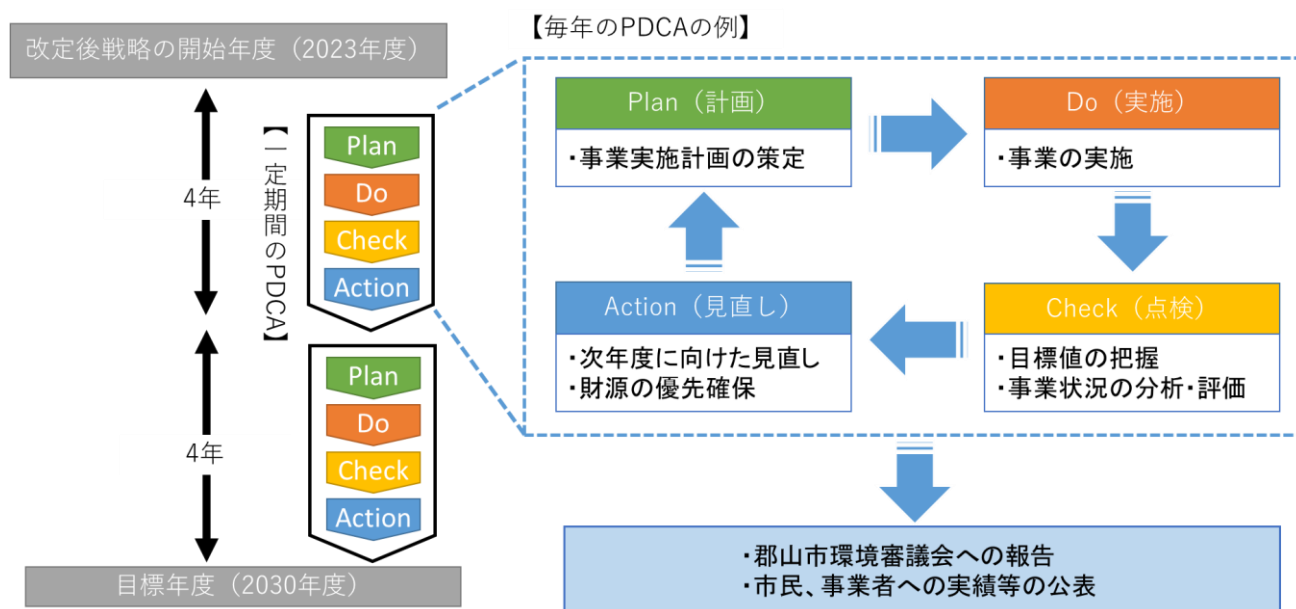 改定後戦略の開始年度（2023年度）
4年
【一定期間のPDCA】
Plan
Do
Check
Action
4年
Plan
Do
Check
Action
目標年度（2030年度）
【毎年のPDCAの例】
Plan（計画）
・事業実施計画の策定
Do（実施）
・事業の実施
Check（点検）
・目標値の把握
・事業状況の分析・評価
Action（見直し）
・次年度に向けた見直し
・財源の優先確保
・郡山市環境審議会への報告
・市民、事業者への実績等の公表